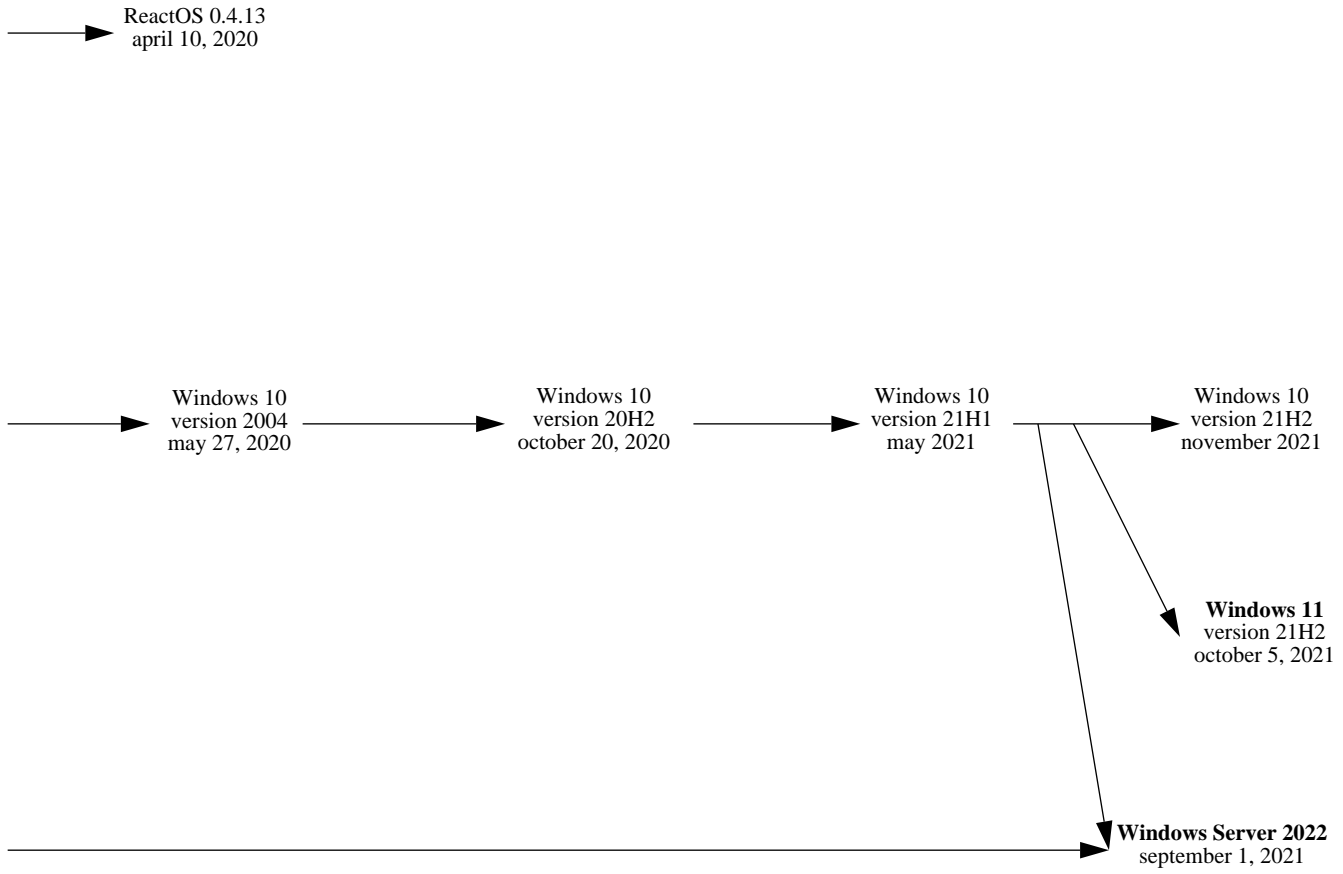 ReactOS 0.4.13
april 10, 2020
Windows 10
version 2004
may 27, 2020
Windows 10
version 20H2
october 20, 2020
Windows 10
version 21H1
may 2021
Windows 10
version 21H2
november 2021
Windows 11
version 21H2
october 5, 2021
Windows Server 2022
september 1, 2021